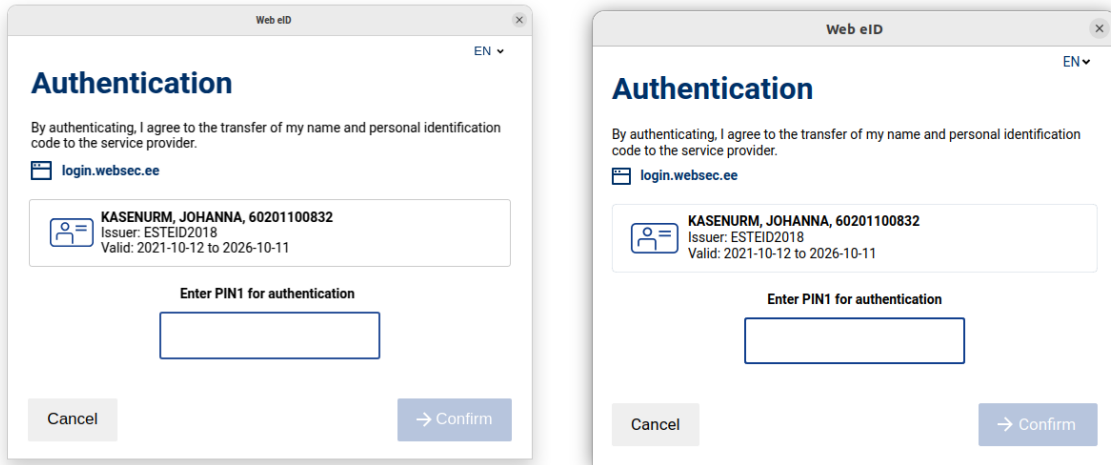 Web eID
EN
Authentication
By authenticating, I agree to the transfer of my name and personal identification
code to the service provider.
login.websec.ee
KASENURM, JOHANNA, 60201100832
Issuer: ESTEID2018
Valid: 2021-10-12 to 2026-10-11
Enter PIN1 for authentication
Cancel
Confirm
Web eID
EN
Authentication
By authenticating, I agree to the transfer of my name and personal identification
code to the service provider.
login.websec.ee
KASENURM, JOHANNA, 60201100832
Issuer: ESTEID2018
Valid: 2021-10-12 to 2026-10-11
Enter PIN1 for authentication
Cancel
Confirm